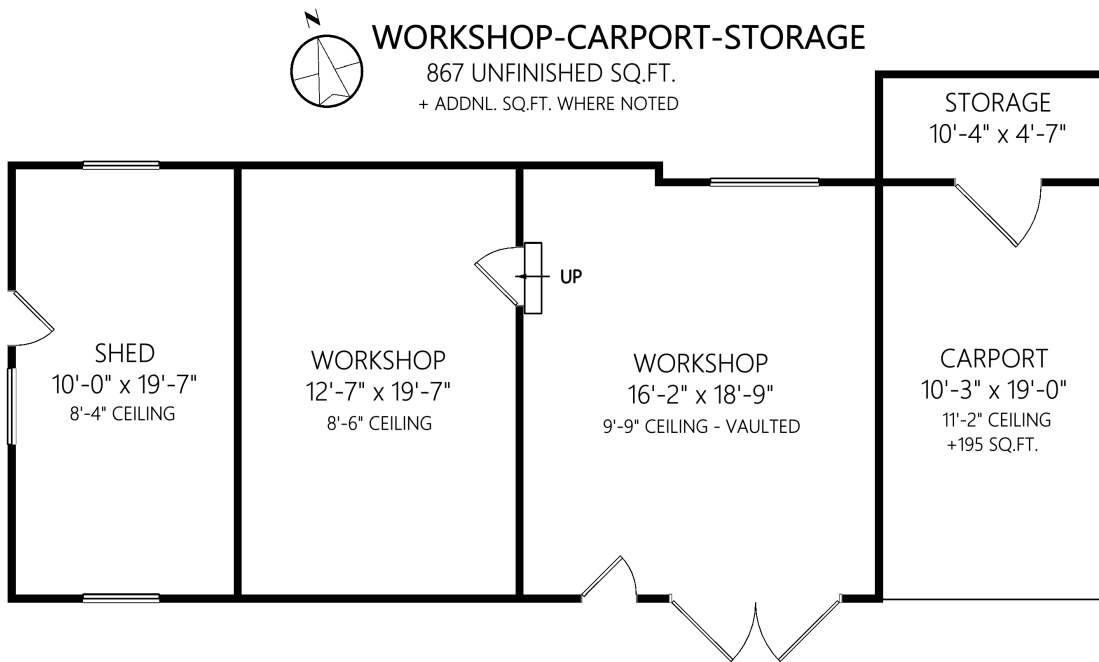 N
WORKSHOP-CARPORT-STORAGE
867 UNFINISHED SQ.FT.
+ ADDNL. SQ.FT. WHERE NOTED
STORAGE
10'-4" x 4'-7"
UP
SHED
10'-0" x 19'-7"
8'-4" CEILING
WORKSHOP
12'-7" x 19'-7"
8'-6" CEILING
WORKSHOP
16'-2" x 18'-9"
9'-9" CEILING - VAULTED
CARPORT
10'-3" x 19'-0"
11'-2" CEILING
+195 SQ.FT.